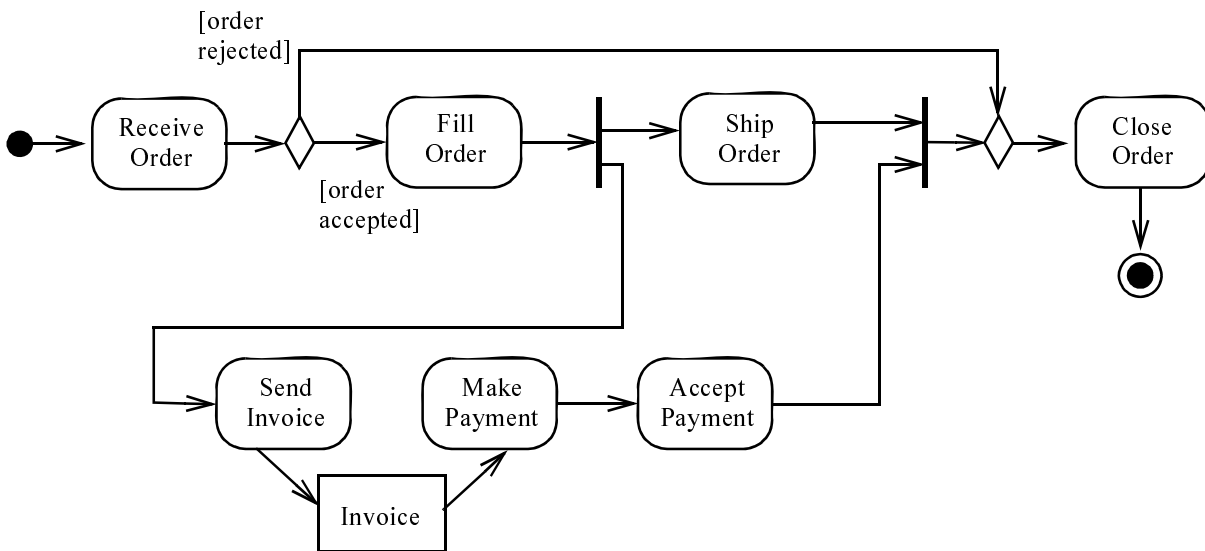 [order
rejected]
Receive
Order
Fill
Order
Ship
Order
Close
Order
[order
accepted]
Send
Invoice
Make
Payment
Accept
Payment
Invoice